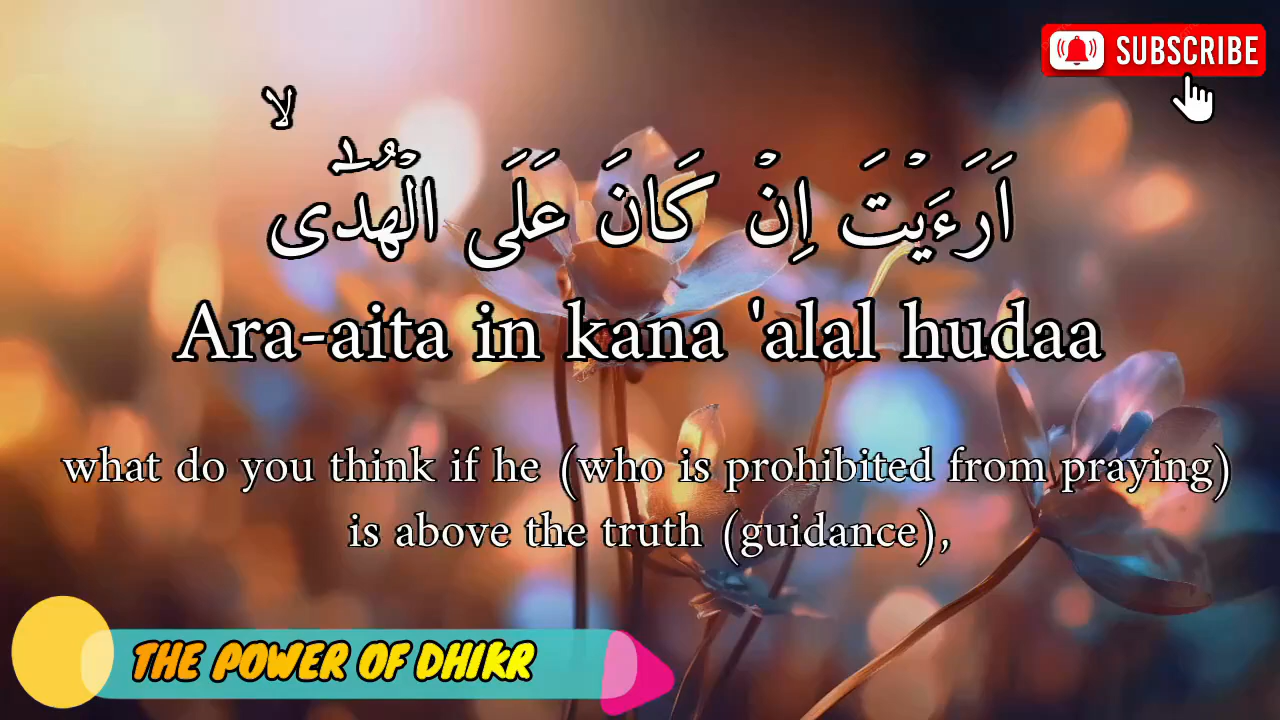 SUBSCRIBE
اَرَءَيْتَ اِنْ كَانَ عَلَى الْهُدٰٓىۙ
Ara-aita in kana 'alal hudaa
what do you think if he (who is prohibited from praying)
is above the truth (guidance),
THE POWER OF DHIKR